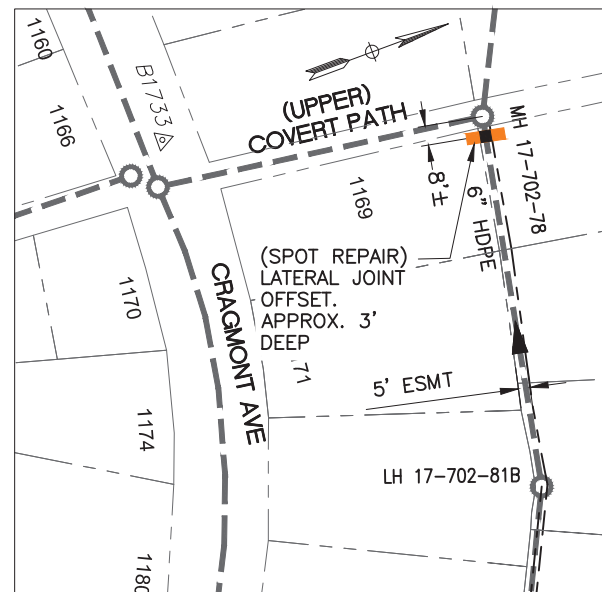 1160
1166
B1733
(UPPER)
COVERT PATH
MH 17-702-78
8'±
6" HDPE
1169
(SPOT REPAIR)
LATERAL JOINT
OFFSET.
APPROX. 3'
DEEP
CRAGMONT AVE
1170
71
5' ESMT
1174
LH 17-702-81B
1180